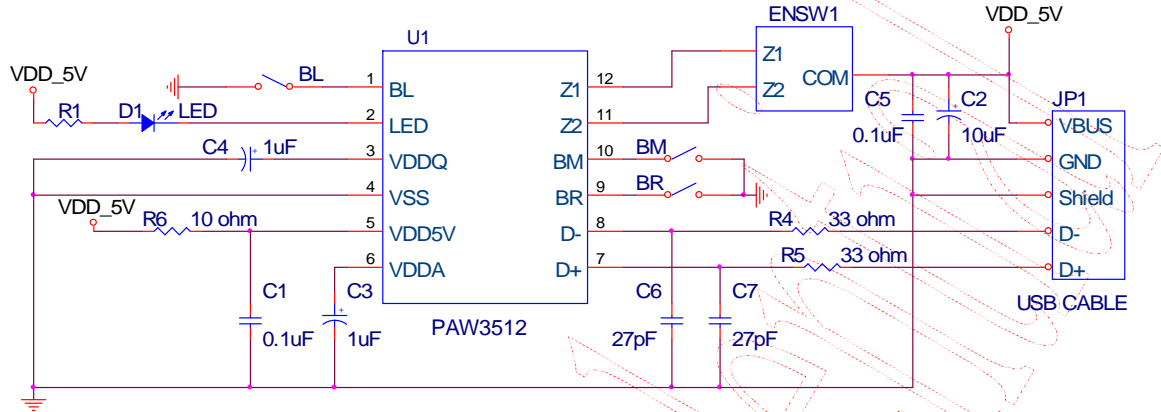 ENSW1
VDD_5V
U1
Z1
Z2
COM
VDD_5V
BL
1
BL
12
Z1
C5
0.1uF
C2
10uF
JP1
R1
D1
LED
2
LED
11
Z2
VBUS
C4
1uF
3
VDDQ
10
BM
BM
GND
4
VSS
9
BR
BR
Shield
VDD_5V
R6
10 ohm
5
VDD5V
8
D-
R4
33 ohm
D-
6
VDDA
7
D+
R5
33 ohm
D+
C1
0.1uF
C3
1uF
PAW3512
C6
27pF
C7
27pF
USB CABLE